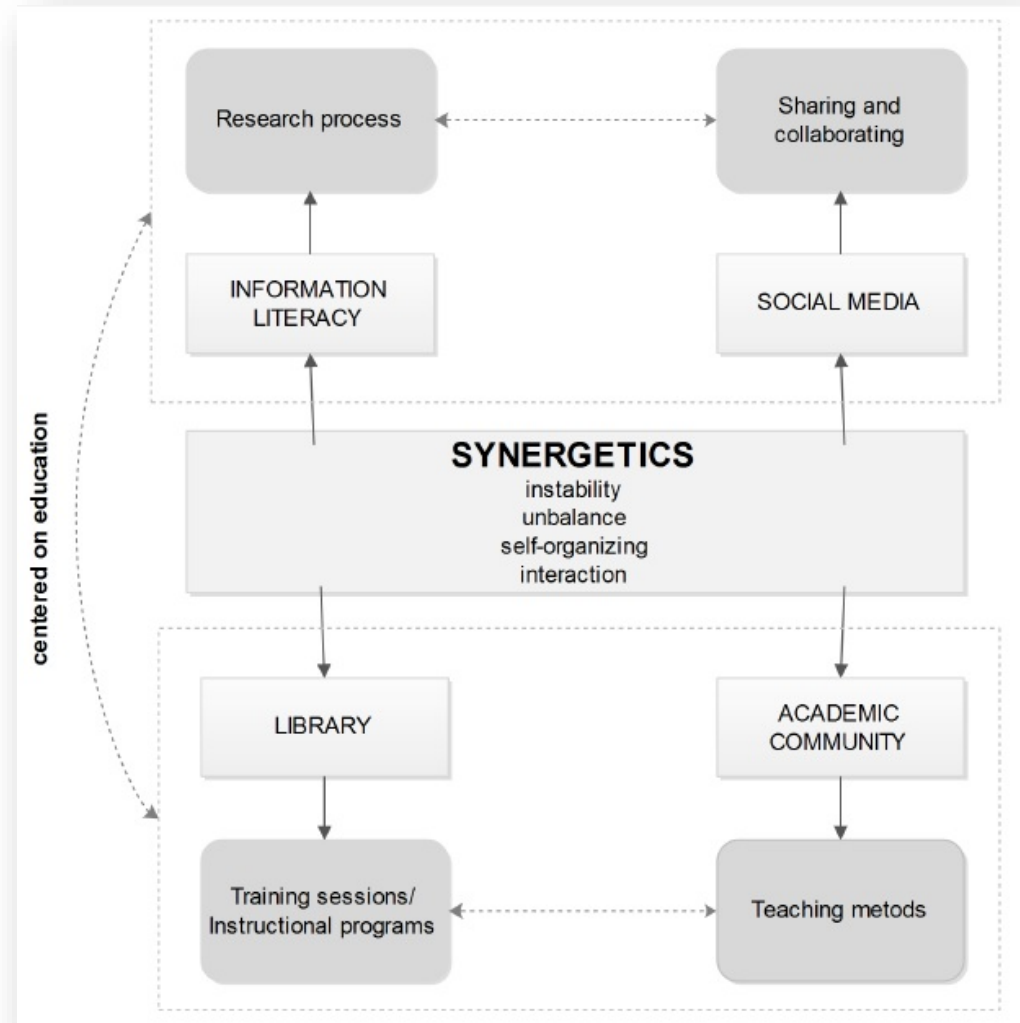 Research process
Sharing and
collaborating
INFORMATION
LITERACY
SOCIAL MEDIA
centered on education
SYNERGETICS
instability
unbalance
self-organizing
interaction
LIBRARY
ACADEMIC
COMMUNITY
Training sessions/
Instructional programs
Teaching metods